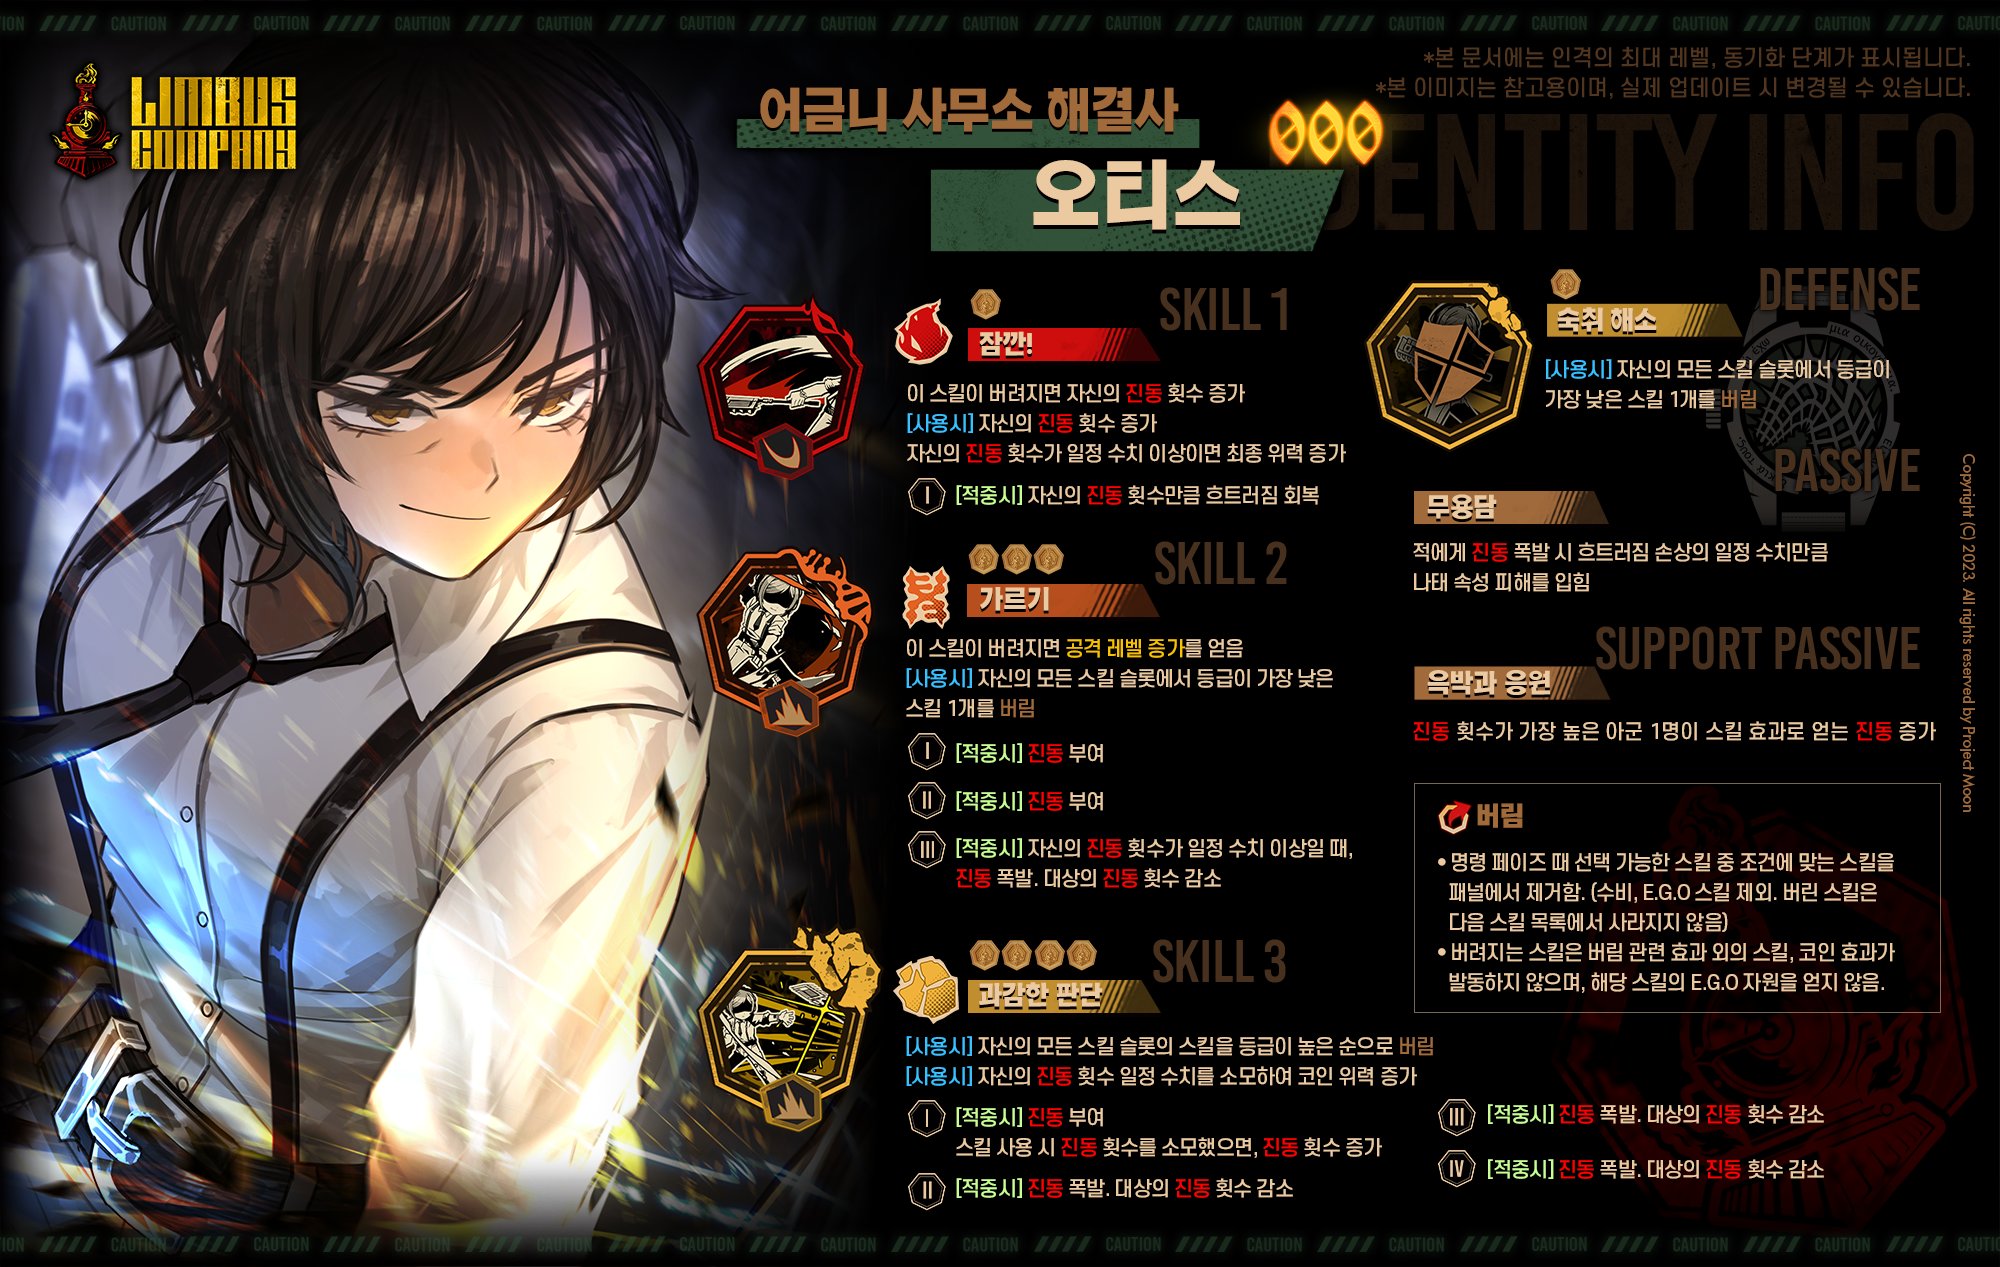 CAUTION CAUTION CAUTION CAUTION CAUTION CAUTION CAUTION CAUTION CAUTION CAUTION CAUTION CAUTION CAUTION
LIMBUS
COMPANY
*본 문서에는 인격의 최대 레벨, 동기화 단계가 표시됩니다.
*본 이미지는 참고용이며, 실제 업데이트 시 변경될 수 있습니다.
IDENTITY INFO
어금니 사무소 해결사
오티스
SKILL 1
잠깐!
이 스킬이 버려지면 자신의 진동 횟수 증가
[사용시] 자신의 진동 횟수 증가
자신의 진동 횟수가 일정 수치 이상이면 최종 위력 증가
I [적중시] 자신의 진동 횟수만큼 흐트러짐 회복
SKILL 2
가르기
이 스킬이 버려지면 공격 레벨 증가를 얻음
[사용시] 자신의 모든 스킬 슬롯에서 등급이 가장 낮은
스킬 1개를 버림
I [적중시] 진동 부여
II [적중시] 진동 부여
III [적중시] 자신의 진동 횟수가 일정 수치 이상일 때,
진동 폭발. 대상의 진동 횟수 감소
SKILL 3
과감한 판단
[사용시] 자신의 모든 스킬 슬롯의 스킬을 등급이 높은 순으로 버림
[사용시] 자신의 진동 횟수 일정 수치를 소모하여 코인 위력 증가
I [적중시] 진동 부여
스킬 사용 시 진동 횟수를 소모했으면, 진동 횟수 증가
II [적중시] 진동 폭발. 대상의 진동 횟수 감소
III [적중시] 진동 폭발. 대상의 진동 횟수 감소
IV [적중시] 진동 폭발. 대상의 진동 횟수 감소
DEFENSE
숙취 해소
[사용시] 자신의 모든 스킬 슬롯에서 등급이
가장 낮은 스킬 1개를 버림
PASSIVE
무용담
적에게 진동 폭발 시 흐트러짐 손상의 일정 수치만큼
나태 속성 피해를 입힘
SUPPORT PASSIVE
윽박과 응원
진동 횟수가 가장 높은 아군 1명이 스킬 효과로 얻는 진동 증가
버림
• 명령 페이즈 때 선택 가능한 스킬 중 조건에 맞는 스킬을
패널에서 제거함. (수비, E.G.O 스킬 제외. 버린 스킬은
다음 스킬 목록에서 사라지지 않음)
• 버려지는 스킬은 버림 관련 효과 외의 스킬, 코인 효과가
발동하지 않으며, 해당 스킬의 E.G.O 자원을 얻지 않음.
Copyright (C) 2023. All rights reserved by Project Moon
CAUTION CAUTION CAUTION CAUTION CAUTION CAUTION CAUTION CAUTION CAUTION CAUTION CAUTION CAUTION CAUTION